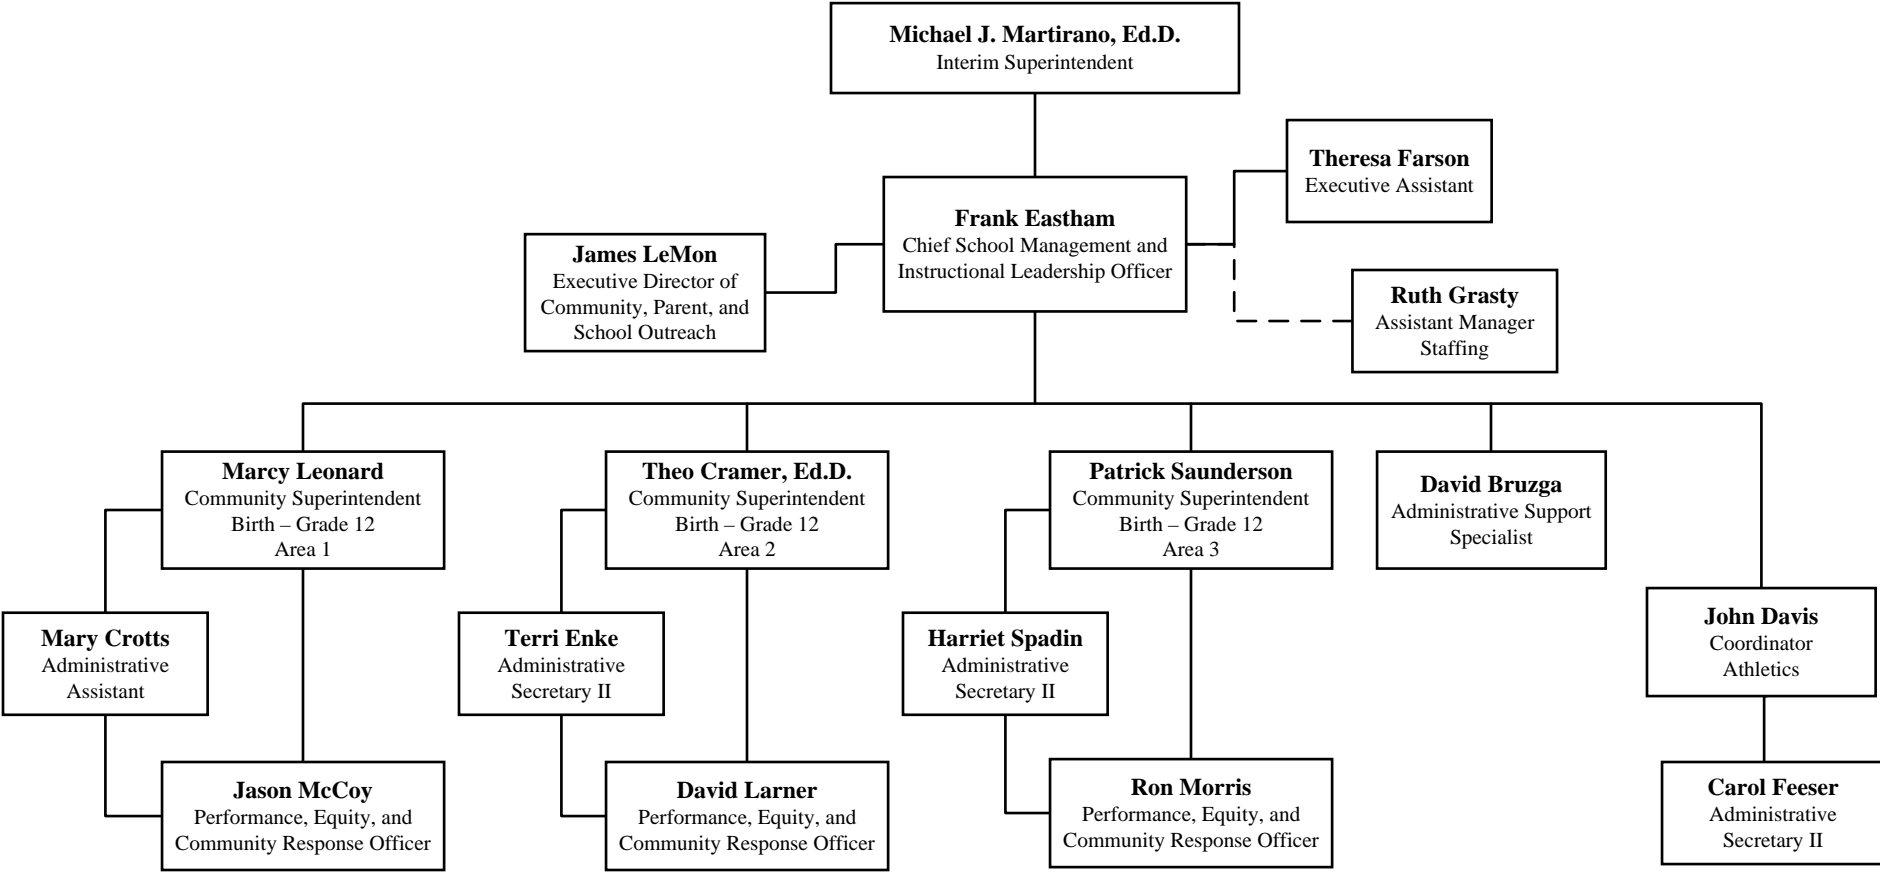 Michael J. Martirano, Ed.D.
Interim Superintendent
Theresa Farson
Executive Assistant
Frank Eastham
Chief School Management and
Instructional Leadership Officer
James LeMon
Executive Director of
Community, Parent, and
School Outreach
Ruth Grasty
Assistant Manager
Staffing
Marcy Leonard
Community Superintendent
Birth – Grade 12
Area 1
Theo Cramer, Ed.D.
Community Superintendent
Birth – Grade 12
Area 2
Patrick Saunderson
Community Superintendent
Birth – Grade 12
Area 3
David Bruzga
Administrative Support
Specialist
John Davis
Coordinator
Athletics
Mary Crotts
Administrative
Assistant
Terri Enke
Administrative
Secretary II
Harriet Spadin
Administrative
Secretary II
Jason McCoy
Performance, Equity, and
Community Response Officer
David Larner
Performance, Equity, and
Community Response Officer
Ron Morris
Performance, Equity, and
Community Response Officer
Carol Feeser
Administrative
Secretary II